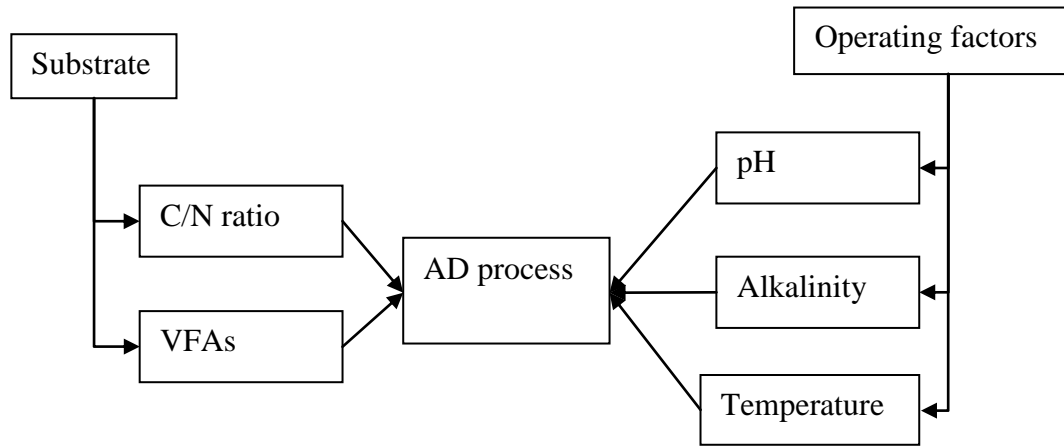 Substrate
Operating factors
pH
C/N ratio
AD process
Alkalinity
VFAs
Temperature